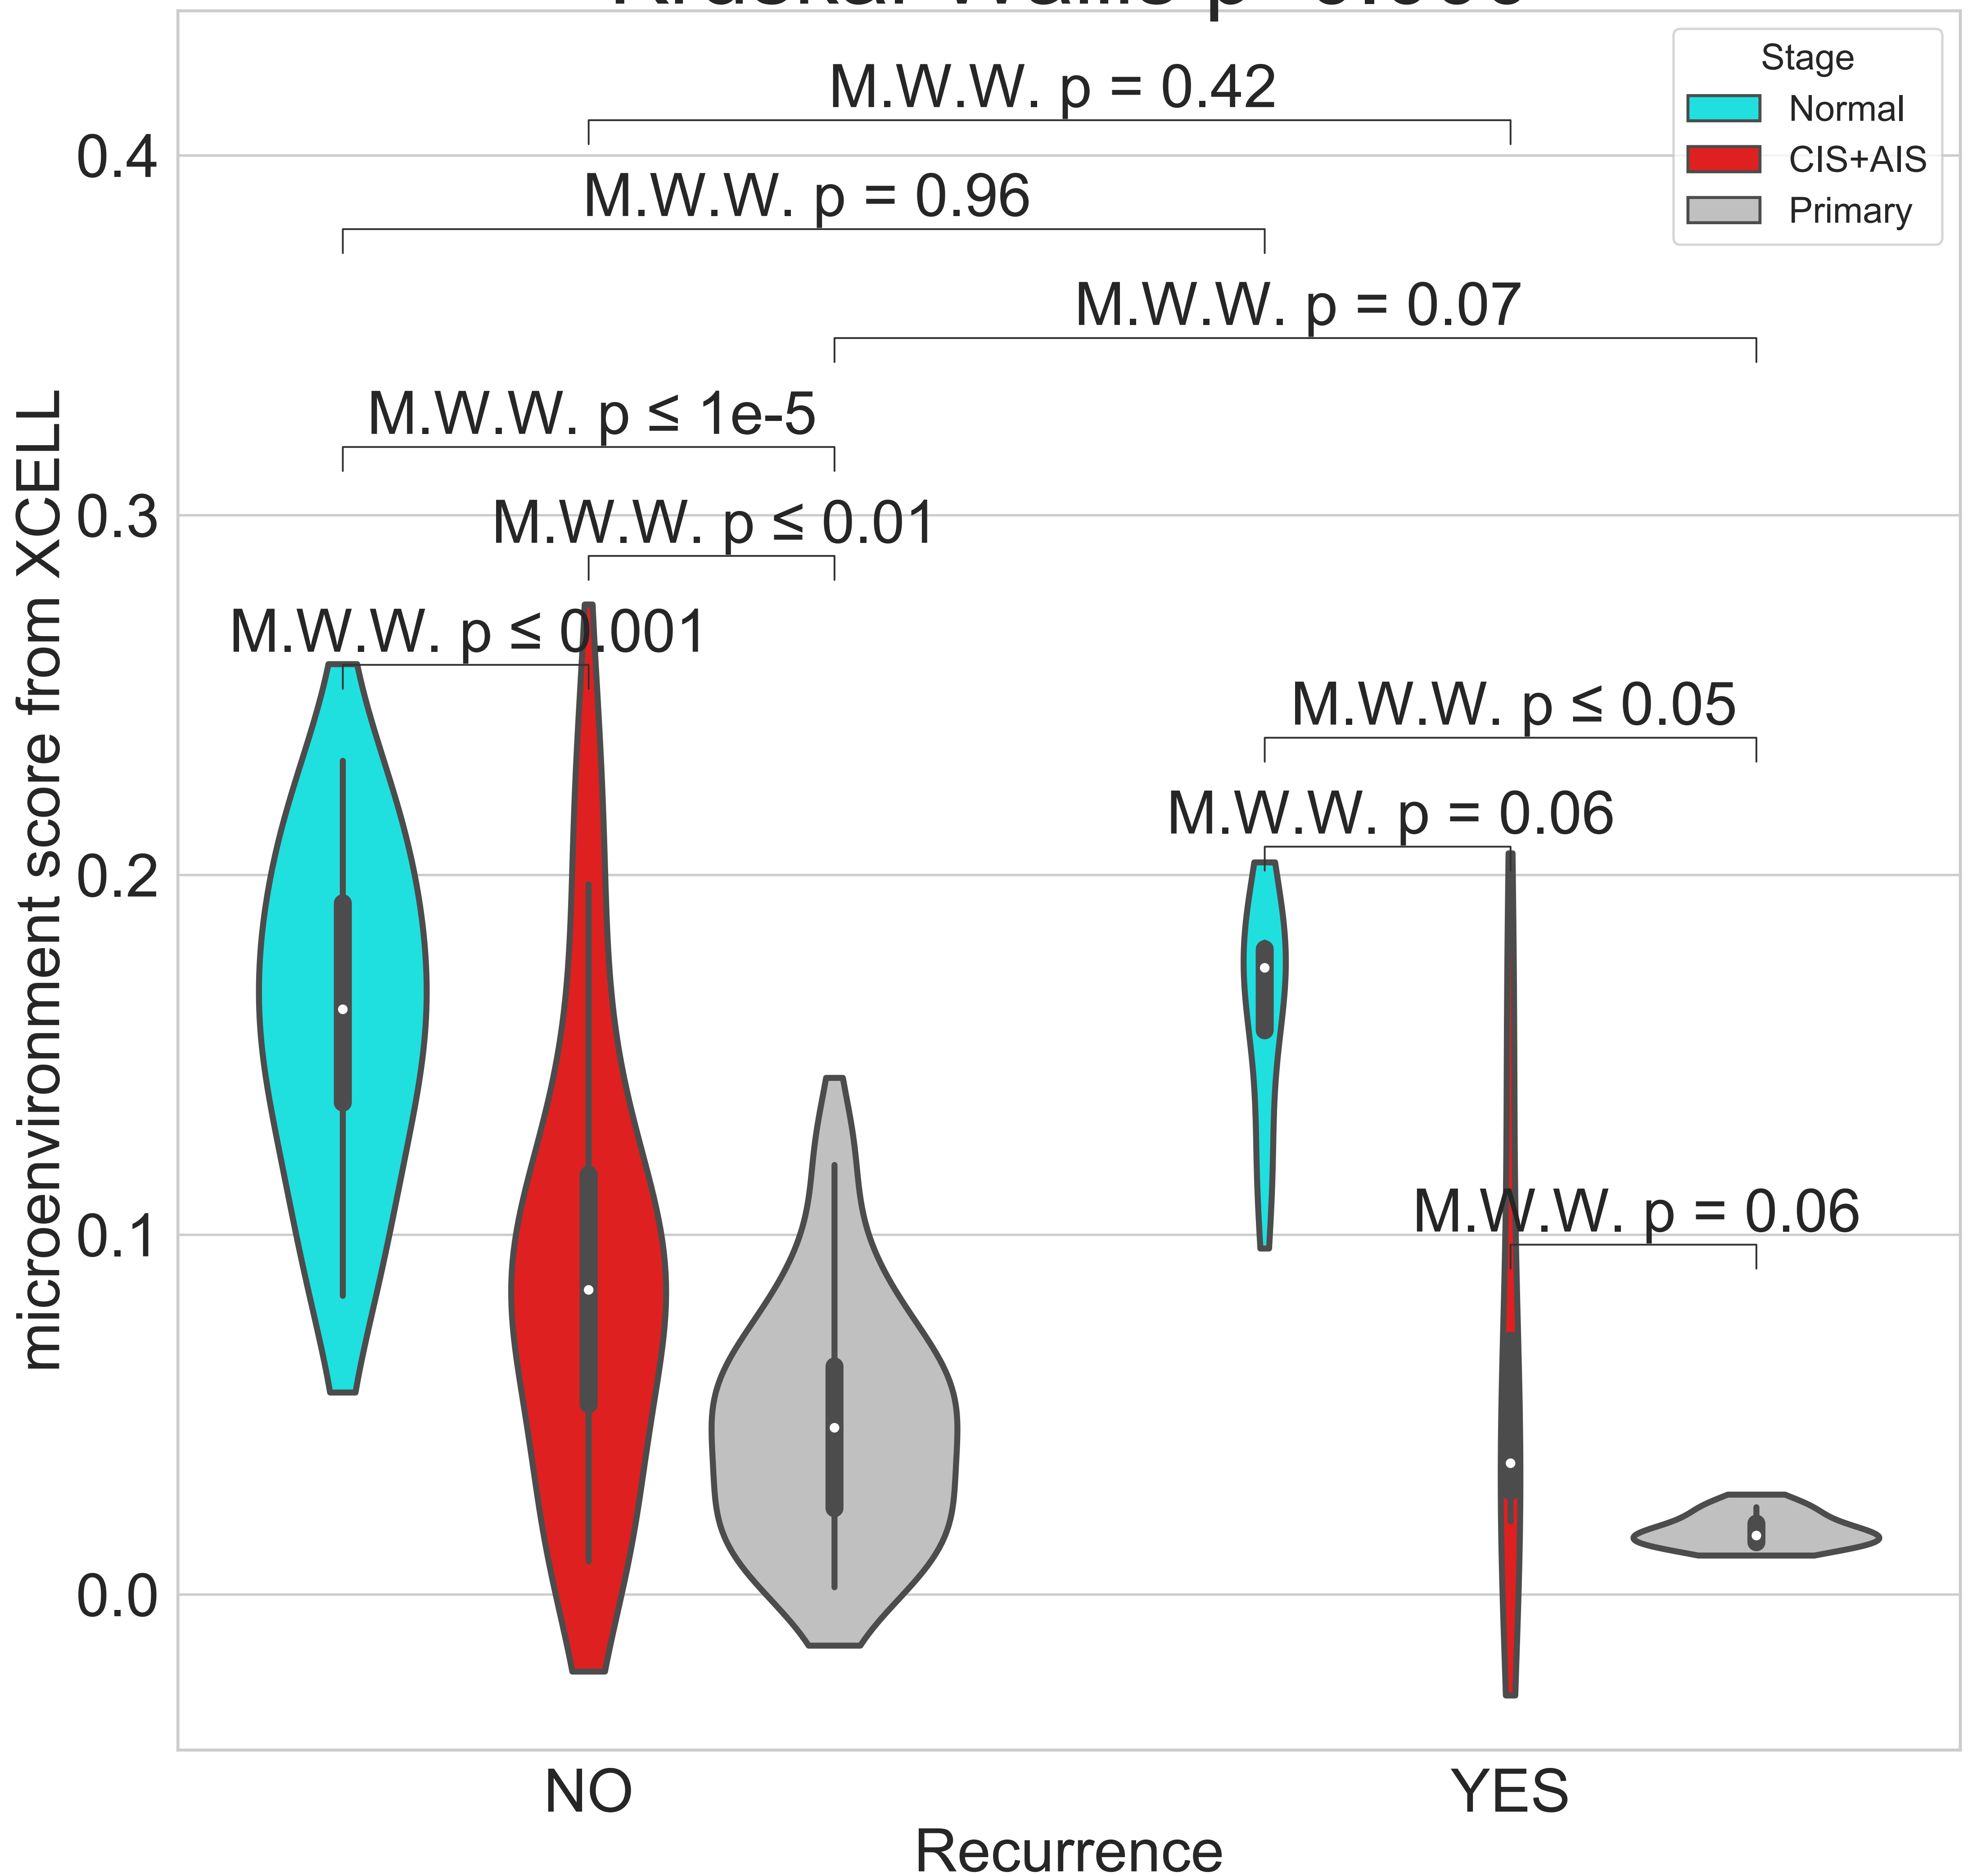 Stage
Normal
CIS+AIS
Primary
M.W.W. p = 0.42
M.W.W. p = 0.96
M.W.W. p = 0.07
M.W.W. p ≤ 1e-5
M.W.W. p ≤ 0.01
M.W.W. p ≤ 0.001
M.W.W. p ≤ 0.05
M.W.W. p = 0.06
M.W.W. p = 0.06
microenvironment score from XCELL
0.4
0.3
0.2
0.1
0.0
NO
YES
Recurrence